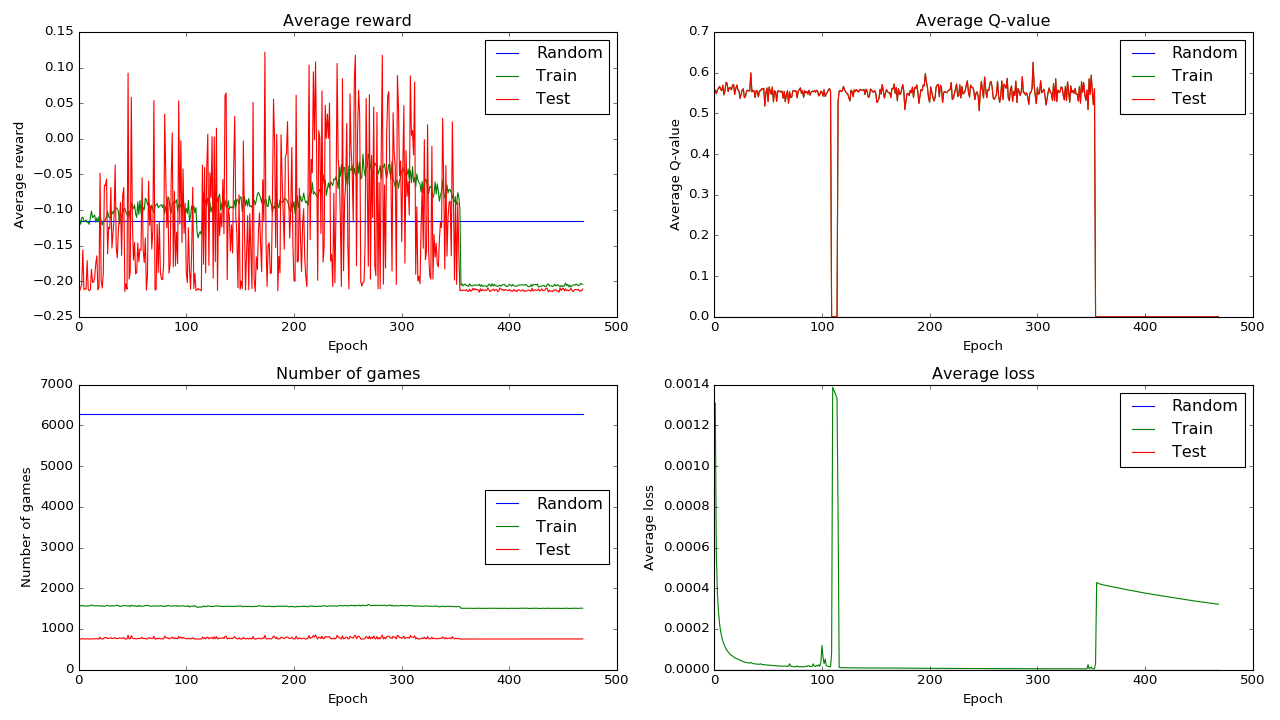 Average reward
0.15
0.10
0.05
0.00
−0.05
−0.10
−0.15
−0.20
−0.25
Average reward
Random
Train
Test
0 100 200 300 400 500
Epoch
Average Q-value
0.7
0.6
0.5
0.4
0.3
0.2
0.1
0.0
Average Q-value
Random
Train
Test
0 100 200 300 400 500
Epoch
Number of games
7000
6000
5000
4000
3000
2000
1000
0
Number of games
Random
Train
Test
0 100 200 300 400 500
Epoch
Average loss
0.0014
0.0012
0.0010
0.0008
0.0006
0.0004
0.0002
0.0000
Average loss
Random
Train
Test
0 100 200 300 400 500
Epoch